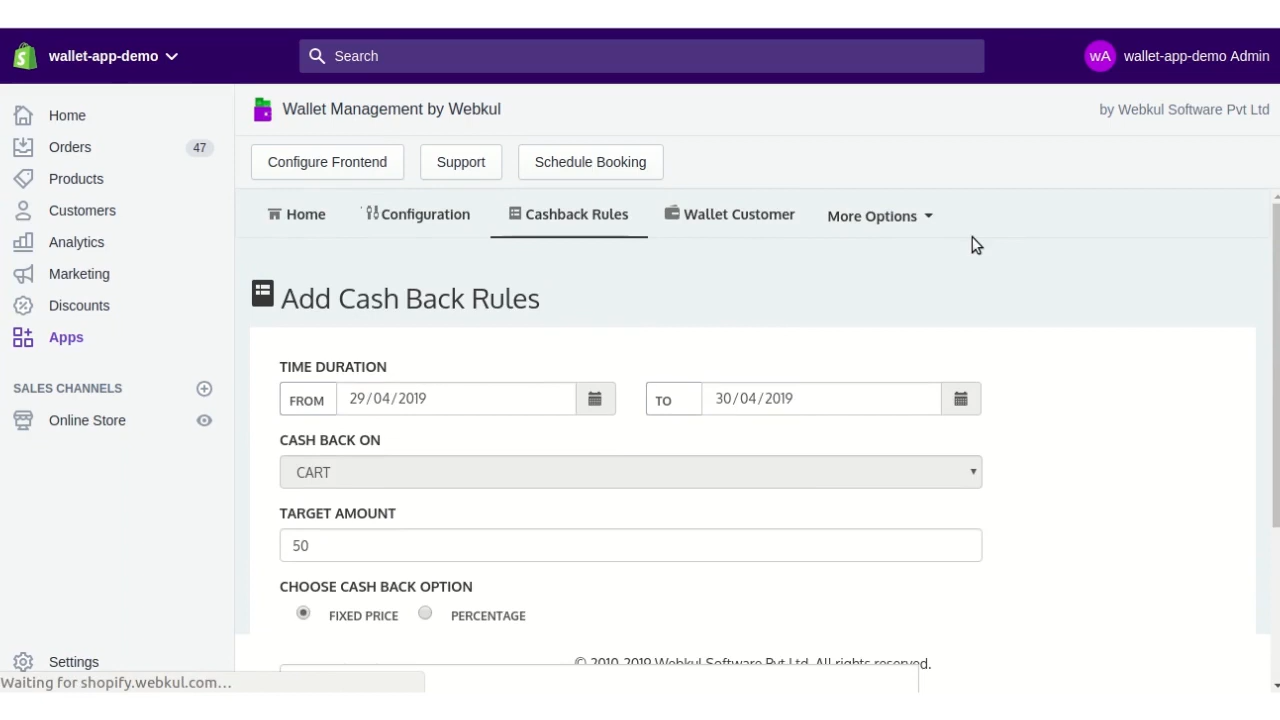 wallet-app-demo
Search
wA
wallet-app-demo Admin
Home
Orders
47
Products
Customers
Analytics
Marketing
Discounts
Apps
SALES CHANNELS
Online Store
Settings
Waiting for shopify.webkul.com...
Wallet Management by Webkul
by Webkul Software Pvt Ltd
Configure Frontend
Support
Schedule Booking
Home
Configuration
Cashback Rules
Wallet Customer
More Options
Add Cash Back Rules
TIME DURATION
FROM
29/04/2019
TO
30/04/2019
CASH BACK ON
CART
TARGET AMOUNT
50
CHOOSE CASH BACK OPTION
FIXED PRICE
PERCENTAGE
© 2010-2019 Webkul Software Pvt Ltd. All rights reserved.